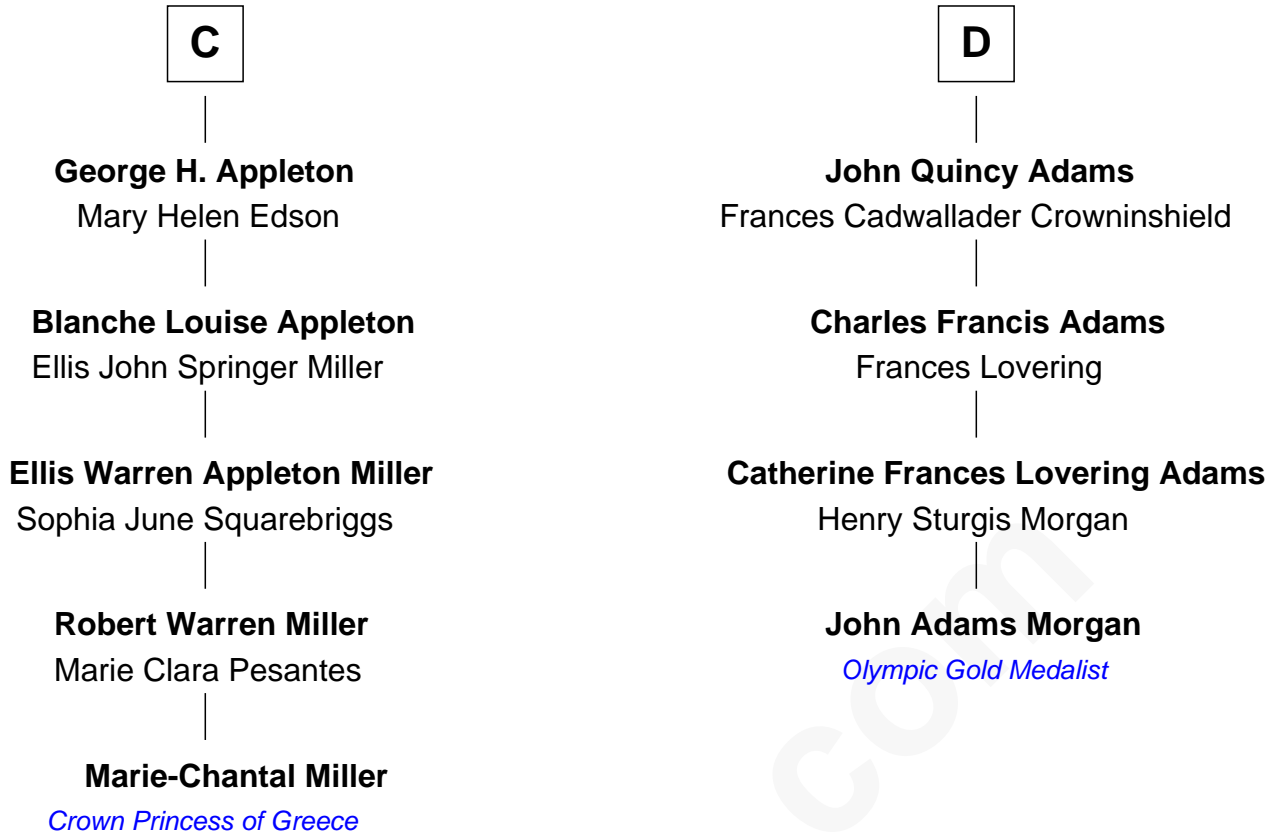 C
George H. Appleton
Mary Helen Edson
Blanche Louise Appleton
Ellis John Springer Miller
Ellis Warren Appleton Miller
Sophia June Squarebriggs
Robert Warren Miller
Marie Clara Pesantes
Marie-Chantal Miller
Crown Princess of Greece
D
John Quincy Adams
Frances Cadwallader Crowninshield
Charles Francis Adams
Frances Lovering
Catherine Frances Lovering Adams
Henry Sturgis Morgan
John Adams Morgan
Olympic Gold Medalist
com